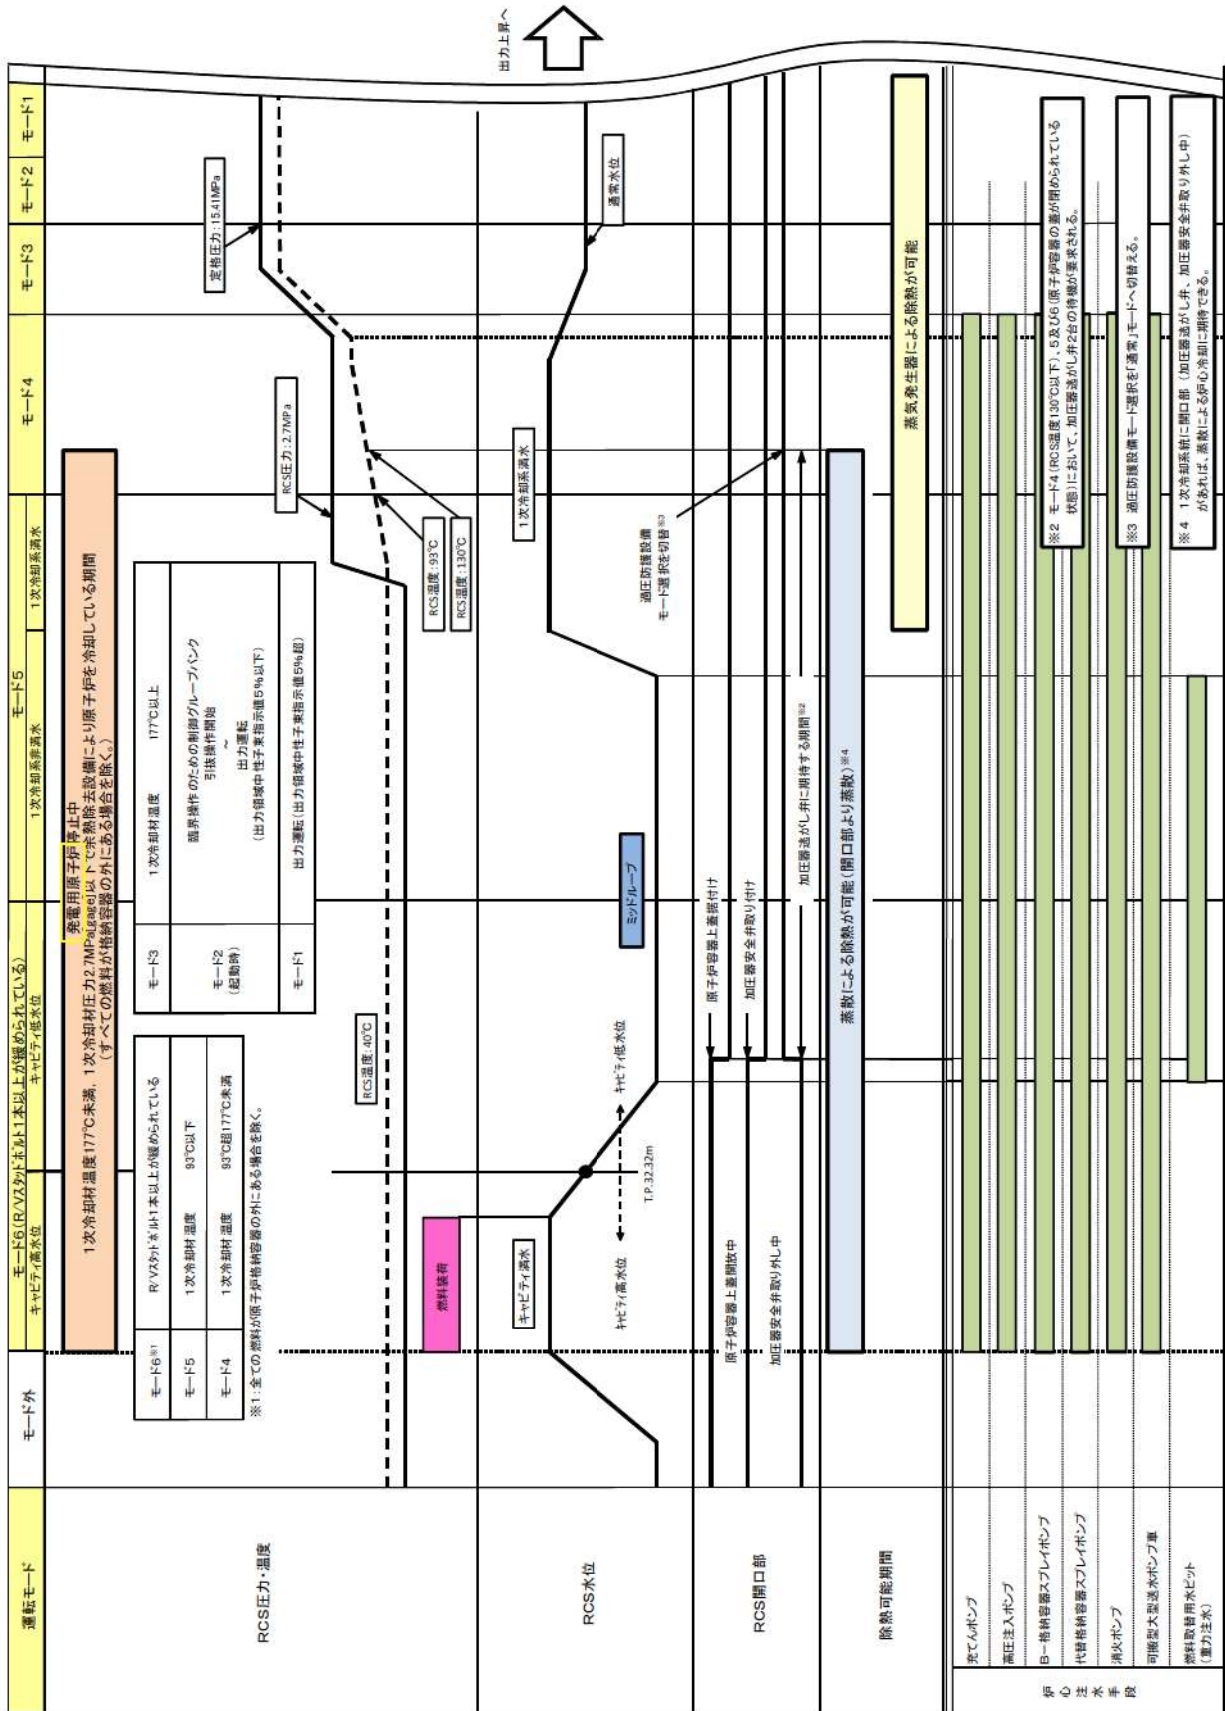 運転モード
モード外
モード6(R/Vスタッドボルト1本以上が緩められている)
キャビティ高水位
キャビティ低水位
モード5
1次冷却系非満水
1次冷却系満水
モード4
モード3
モード2
モード1
発電用原子炉停止中
1次冷却材温度177℃未満、1次冷却材圧力2.7MPa[gage]以下で余熱除去設備により原子炉を冷却している期間
(すべての燃料が格納容器の外にある場合を除く。)
RCS圧力・温度
モード6※1
R/Vスタッドボルト1本以上が緩められている
モード5
1次冷却材温度 93℃以下
モード4
1次冷却材温度 93℃超177℃未満
※1:全ての燃料が原子炉格納容器の外にある場合を除く。
モード3
1次冷却材温度 177℃以上
モード2
(起動時)
臨界操作のための制御グループバンク
引抜操作開始
~
出力運転
(出力領域中性子束指示値5%以下)
モード1
出力運転(出力領域中性子束指示値5%超)
RCS温度:40℃
RCS圧力:2.7MPa
定格圧力:15.41MPa
RCS温度:93℃
RCS温度:130℃
出力上昇へ
RCS水位
燃料装荷
キャビティ満水
キャビティ高水位
キャビティ低水位
T.P.32.32m
ミッドループ
1次冷却系満水
通常水位
RCS開口部
原子炉容器上蓋開放中
原子炉容器上蓋据付け
加圧器安全弁取り外し中
加圧器安全弁取り付け
加圧器逃がし弁に期待する期間※2
過圧防護設備
モード選択を切替※3
除熱可能期間
蒸散による除熱が可能(開口部より蒸散)※4
蒸気発生器による除熱が可能
炉心注水手段
充てんポンプ
高圧注入ポンプ
B-格納容器スプレイポンプ
代替格納容器スプレイポンプ
消火ポンプ
可搬型大型送水ポンプ車
燃料取替用水ピット
(重力注水)
※2 モード4(RCS温度130℃以下)、5及び6(原子炉容器の蓋が閉められている
状態)において、加圧器逃がし弁2台の待機が要求される。
※3 過圧防護設備モード選択を「通常」モードへ切替える。
※4 1次冷却系統に開口部(加圧器逃がし弁、加圧器安全弁取り外し中)
があれば、蒸散による炉心冷却に期待できる。